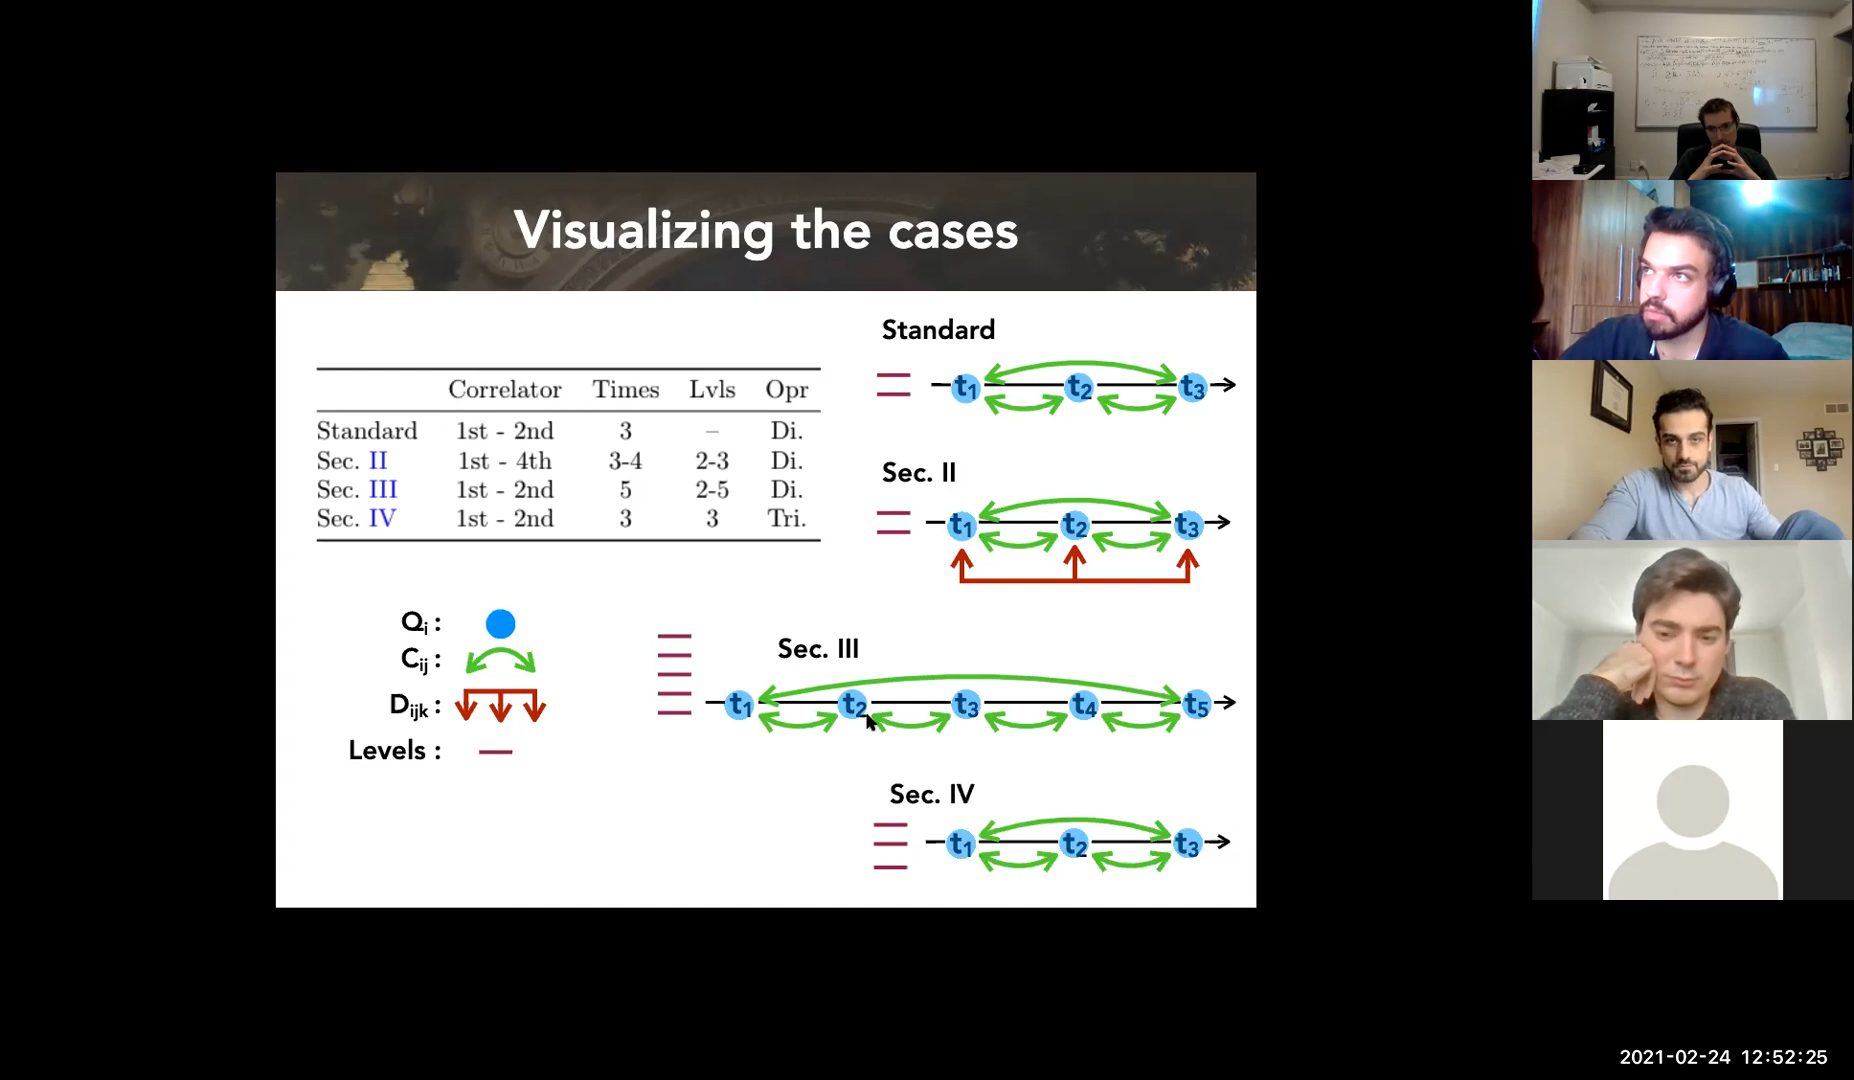 Visualizing the cases
Correlator Times Lvls Opr
Standard 1st - 2nd 3 – Di.
Sec. II 1st - 4th 3-4 2-3 Di.
Sec. III 1st - 2nd 5 2-5 Di.
Sec. IV 1st - 2nd 3 3 Tri.
Qi :
Cij :
Dijk :
Levels :
Standard
t1 t2 t3
Sec. II
t1 t2 t3
Sec. III
t1 t2 t3 t4 t5
Sec. IV
t1 t2 t3
2021-02-24 12:52:25